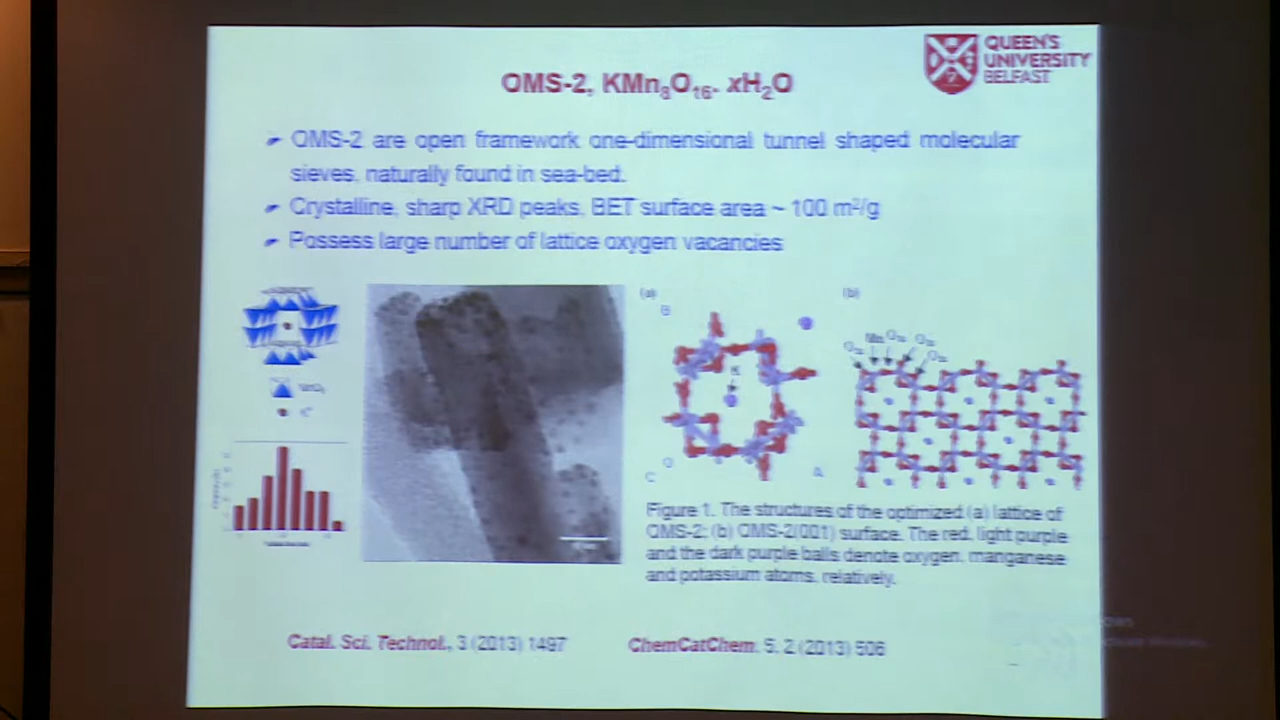 QUEEN'S
UNIVERSITY
BELFAST
OMS-2, KMn8O16. xH2O
OMS-2 are open framework one-dimensional tunnel shaped molecular
sieves, naturally found in sea-bed.
Crystalline, sharp XRD peaks, BET surface area ~ 100 m²/g
Possess large number of lattice oxygen vacancies
(a)
(b)
B
K
C
O
A
Mn
Figure 1. The structures of the optimized (a) lattice of
OMS-2; (b) OMS-2(001) surface. The red, light purple
and the dark purple balls denote oxygen, manganese
and potassium atoms, relatively.
Catal. Sci. Technol., 3 (2013) 1497
ChemCatChem, 5, 2 (2013) 506